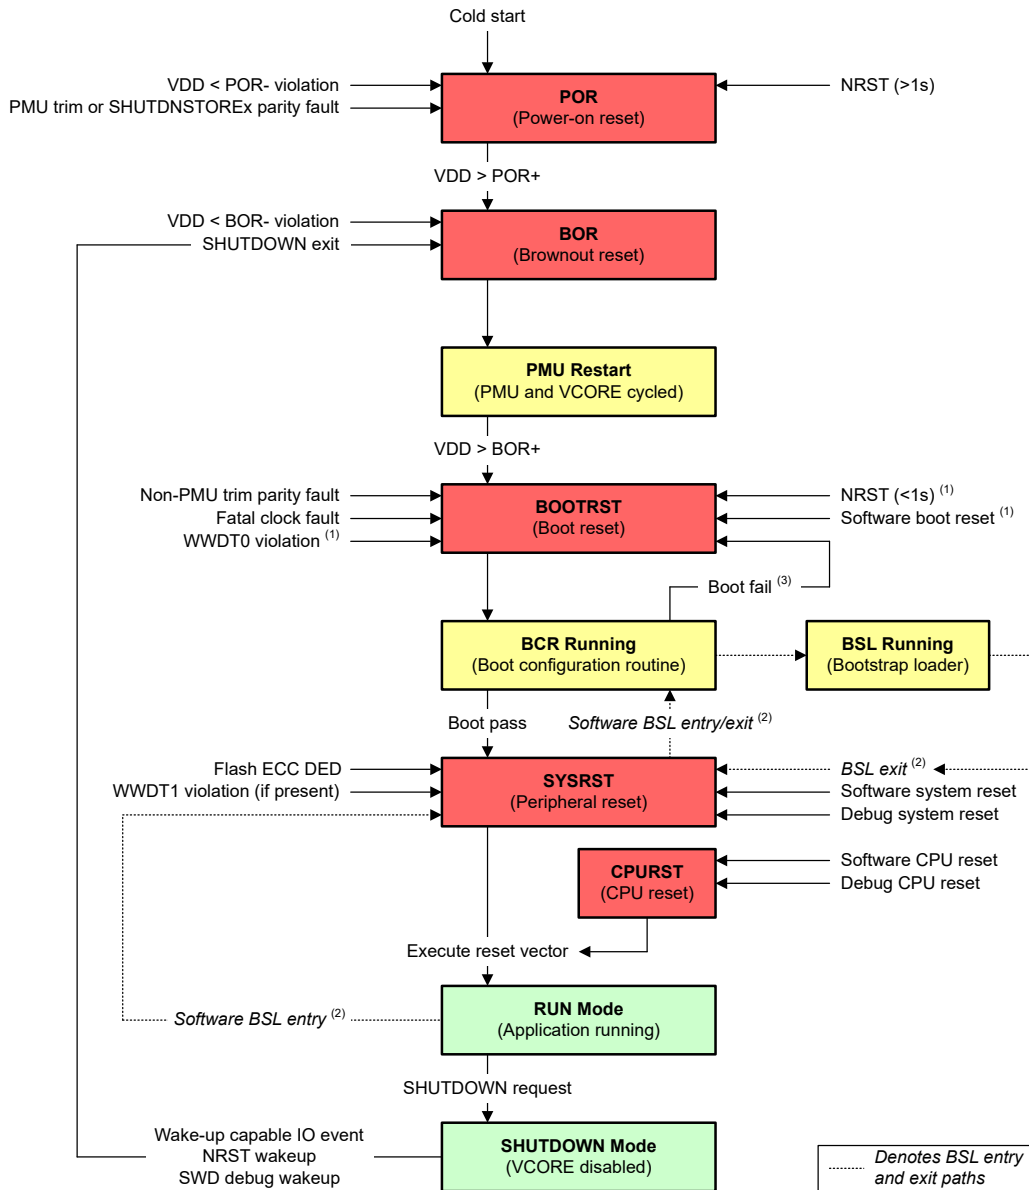 Cold start
VDD < POR- violation
PMU trim or SHUTDNSTOREx parity fault
POR
(Power-on reset)
NRST (>1s)
VDD > POR+
VDD < BOR- violation
SHUTDOWN exit
BOR
(Brownout reset)
PMU Restart
(PMU and VCORE cycled)
VDD > BOR+
Non-PMU trim parity fault
Fatal clock fault
WWDT0 violation (1)
BOOTRST
(Boot reset)
NRST (<1s) (1)
Software boot reset (1)
Boot fail (3)
BCR Running
(Boot configuration routine)
BSL Running
(Bootstrap loader)
Boot pass
Software BSL entry/exit (2)
Flash ECC DED
WWDT1 violation (if present)
SYSRST
(Peripheral reset)
BSL exit (2)
Software system reset
Debug system reset
CPURST
(CPU reset)
Software CPU reset
Debug CPU reset
Execute reset vector
Software BSL entry (2)
RUN Mode
(Application running)
SHUTDOWN request
Wake-up capable IO event
NRST wakeup
SWD debug wakeup
SHUTDOWN Mode
(VCORE disabled)
Denotes BSL entry
and exit paths